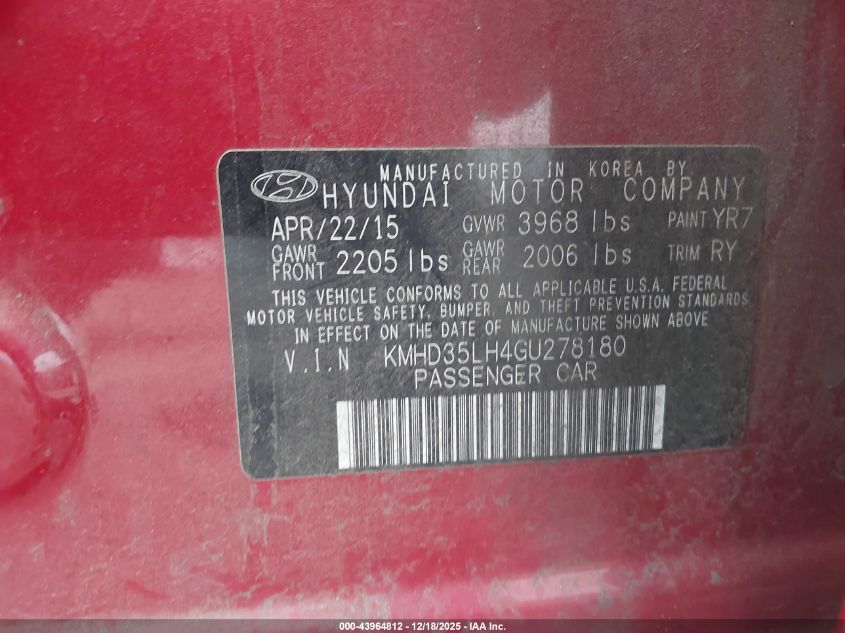 MANUFACTURED IN KOREA BY
HYUNDAI MOTOR COMPANY
APR/22/15 GVWR 3968 lbs PAINT YR7
GAWR FRONT 2205 lbs GAWR REAR 2006 lbs TRIM RY
THIS VEHICLE CONFORMS TO ALL APPLICABLE U.S.A. FEDERAL
MOTOR VEHICLE SAFETY, BUMPER, AND THEFT PREVENTION STANDARDS
IN EFFECT ON THE DATE OF MANUFACTURE SHOWN ABOVE
V.I.N KMHD35LH4GU278180
PASSENGER CAR
000-43964812 - 12/18/2025 - IAA Inc.